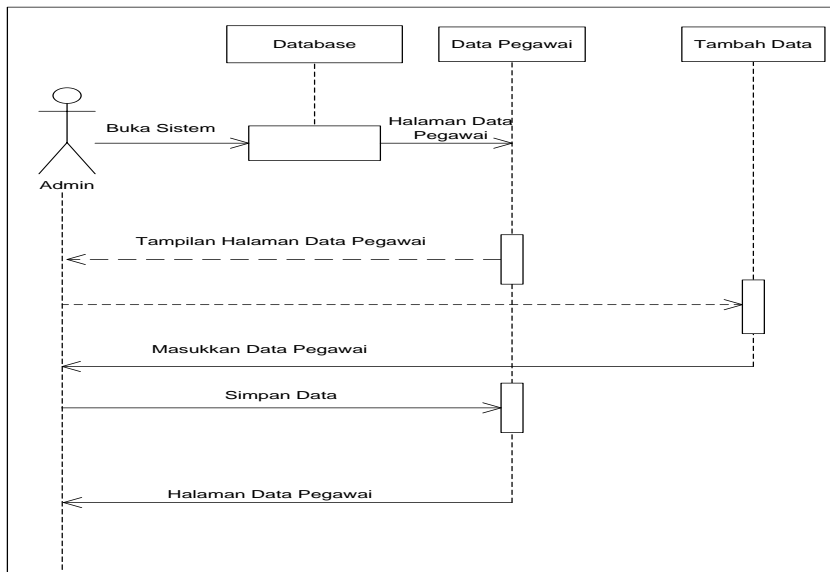 Database
Data Pegawai
Tambah Data
Buka Sistem
Halaman Data
Pegawai
Admin
Tampilan Halaman Data Pegawai
Masukkan Data Pegawai
Simpan Data
Halaman Data Pegawai